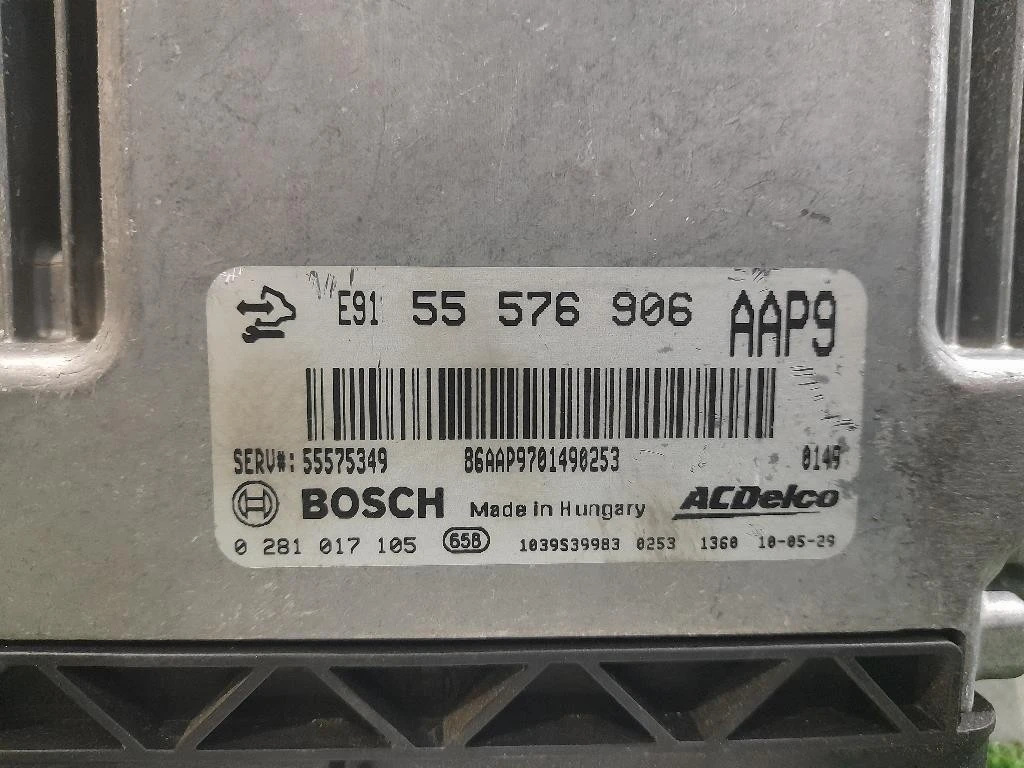 E91 55 576 906 AAP9
SERV#: 55575349 86AAP9701490253 0149
BOSCH Made in Hungary ACDelco
0 281 017 105 658 1039S39983 0253 1360 10-05-29